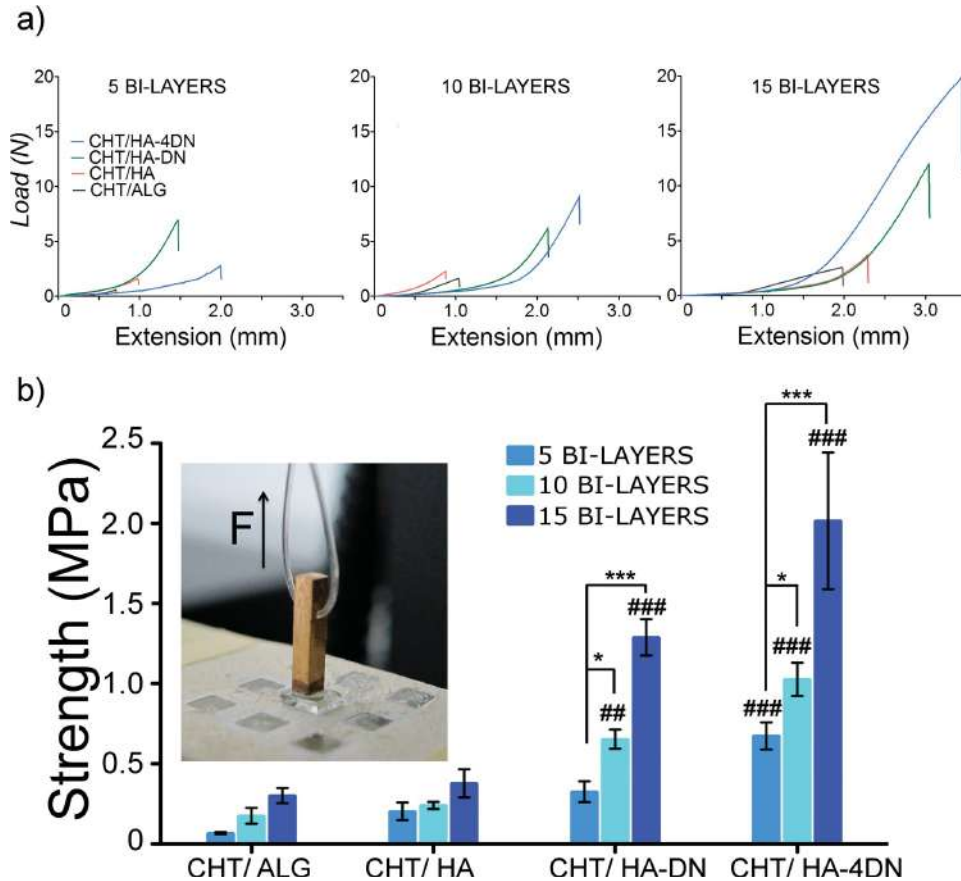 a)
5 BI-LAYERS
10 BI-LAYERS
15 BI-LAYERS
20
15
10
5
0
Load (N)
CHT/HA-4DN
CHT/HA-DN
CHT/HA
CHT/ALG
0
1.0
2.0
3.0
Extension (mm)
20
15
10
5
0
0
1.0
2.0
3.0
Extension (mm)
20
15
10
5
0
0
1.0
2.0
3.0
Extension (mm)
b)
Strength (MPa)
2.5
2.0
1.5
1.0
0.5
0
F
5 BI-LAYERS
10 BI-LAYERS
15 BI-LAYERS
***
###
*
##
***
###
*
###
###
CHT/ ALG
CHT/ HA
CHT/ HA-DN
CHT/ HA-4DN